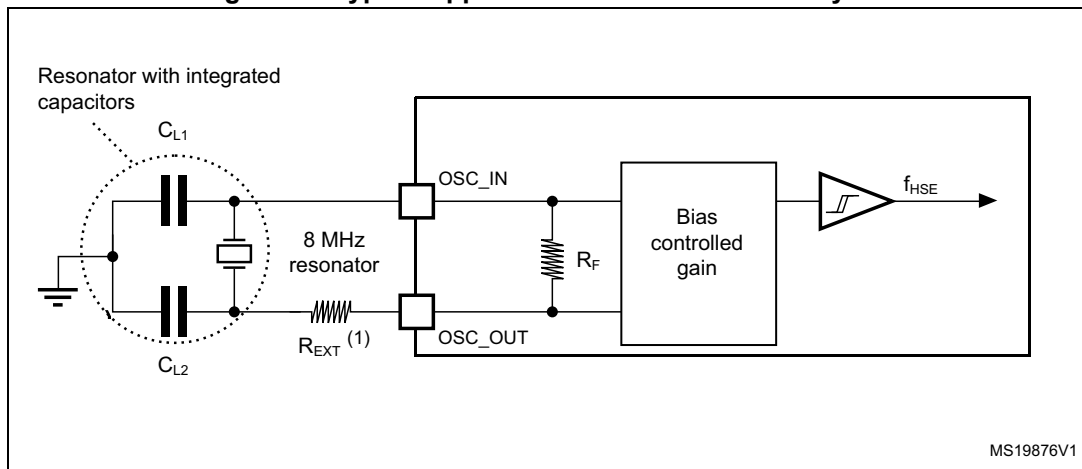 Resonator with integrated
capacitors
CL1
OSC_IN
fHSE
8 MHz
resonator
RF
Bias
controlled
gain
REXT (1)
OSC_OUT
CL2
MS19876V1